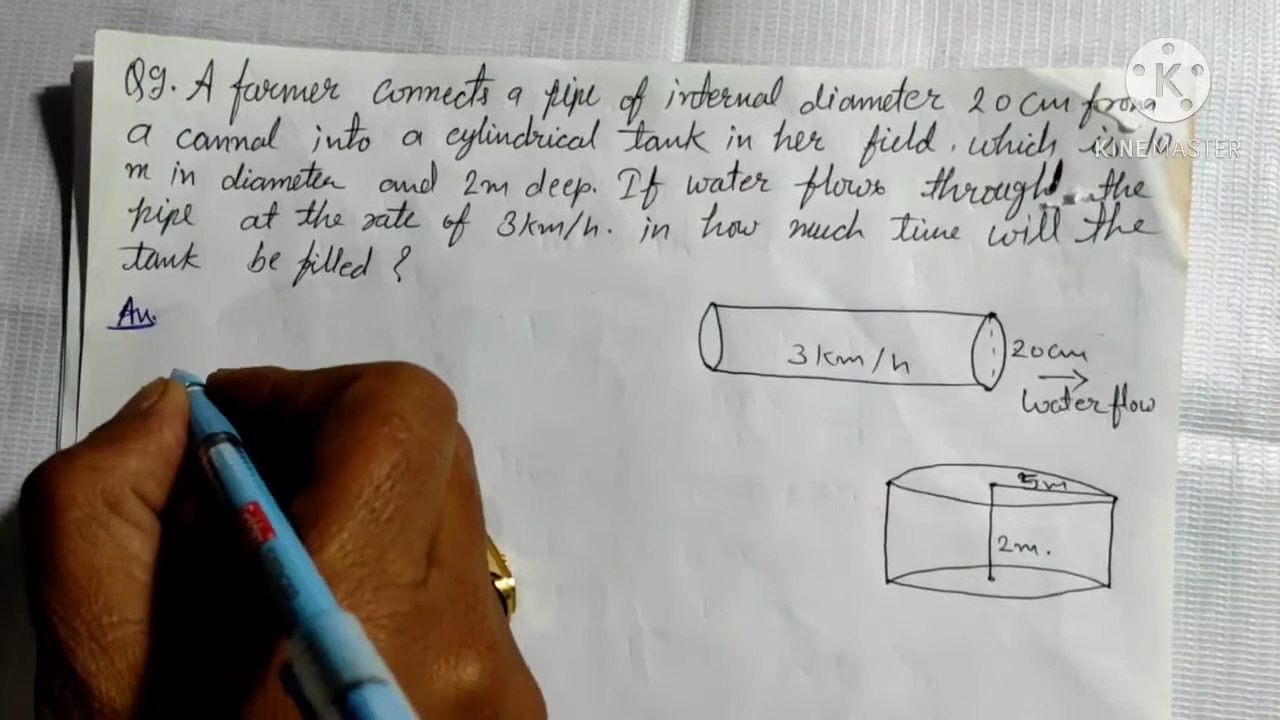 Q9. A farmer connects a pipe of internal diameter 20 cm from
a cannal into a cylindrical tank in her field. which is 10
m in diameter and 2m deep. If water flows through the
pipe at the rate of 3km/h. in how much time will the
tank be filled?
An.
3km/h
20cm
Water flow
5m
2m.
K
KINEMASTER